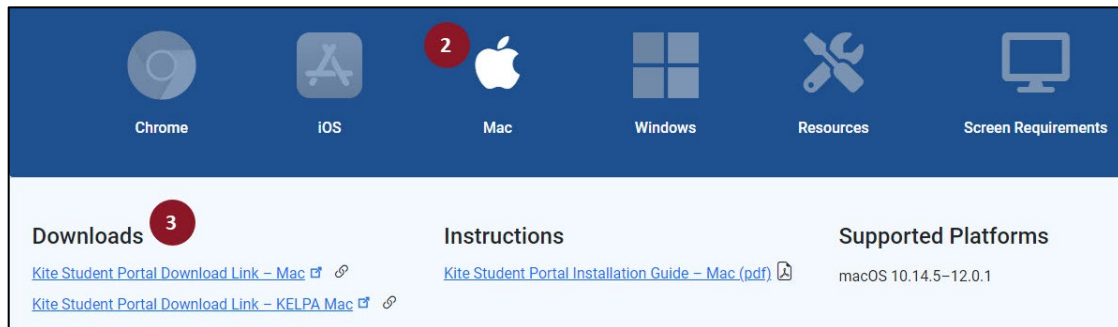 2
Chrome iOS Mac Windows Resources Screen Requirements
3
Downloads Instructions Supported Platforms
Kite Student Portal Download Link – Mac Kite Student Portal Installation Guide – Mac (pdf) macOS 10.14.5–12.0.1
Kite Student Portal Download Link – KELPA Mac